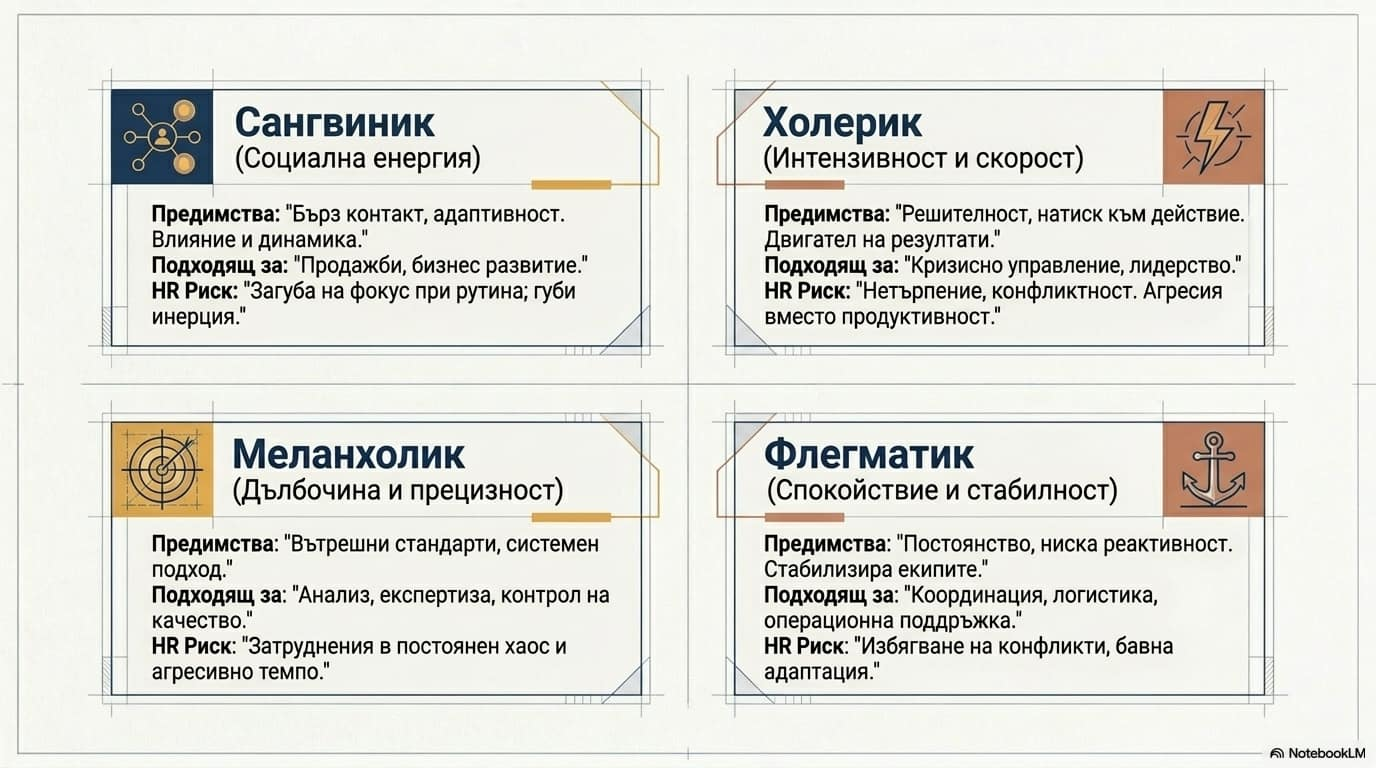 Сангвиник
(Социална енергия)
Предимства: "Бърз контакт, адаптивност.
Влияние и динамика."
Подходящ за: "Продажби, бизнес развитие."
HR Риск: "Загуба на фокус при рутина; губи
инерция."
Холерик
(Интензивност и скорост)
Предимства: "Решителност, натиск към действие.
Двигател на резултати."
Подходящ за: "Кризисно управление, лидерство."
HR Риск: "Нетърпение, конфликтност. Агресия
вместо продуктивност."
Меланхолик
(Дълбочина и прецизност)
Предимства: "Вътрешни стандарти, системен
подход."
Подходящ за: "Анализ, експертиза, контрол на
качество."
HR Риск: "Затруднения в постоянен хаос и
агресивно темпо."
Флегматик
(Спокойствие и стабилност)
Предимства: "Постоянство, ниска реактивност.
Стабилизира екипите."
Подходящ за: "Координация, логистика,
операционна поддръжка."
HR Риск: "Избягване на конфликти, бавна
адаптация."
NotebookLM